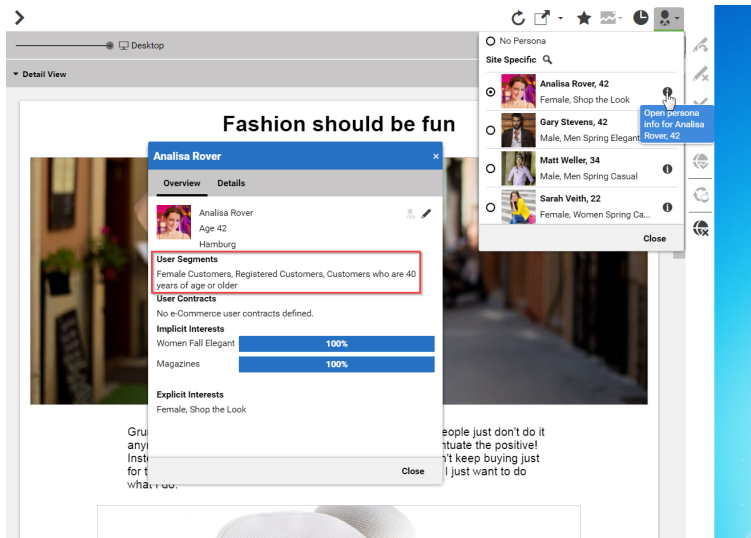 Desktop
Detail View
Fashion should be fun
No Persona
Site Specific
Analisa Rover, 42
Female, Shop the Look
Gary Stevens, 42
Male, Men Spring Elegant
Matt Weller, 34
Male, Men Spring Casual
Sarah Veith, 22
Female, Women Spring Ca...
Close
Open persona
info for Analisa
Rover, 42
Analisa Rover
×
Overview Details
Analisa Rover
Age 42
Hamburg
User Segments
Female Customers, Registered Customers, Customers who are 40
years of age or older
User Contracts
No e-Commerce user contracts defined.
Implicit Interests
Women Fall Elegant 100%
Magazines 100%
Explicit Interests
Female, Shop the Look
Close
eople just don't do it
ntuate the positive!
n't keep buying just
for t I just want to do
what I do.